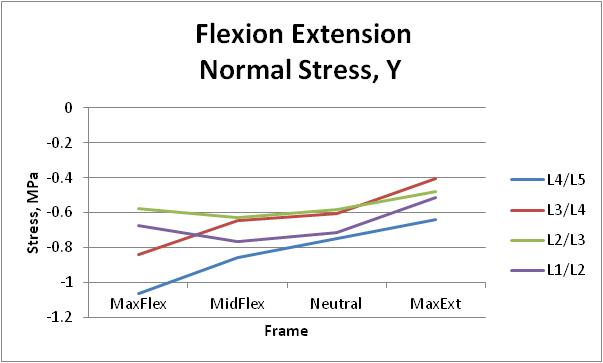 Flexion Extension
Normal Stress, Y
0
-0.2
-0.4
-0.6
-0.8
-1
-1.2
Stress, MPa
MaxFlex MidFlex Neutral MaxExt
Frame
L4/L5
L3/L4
L2/L3
L1/L2